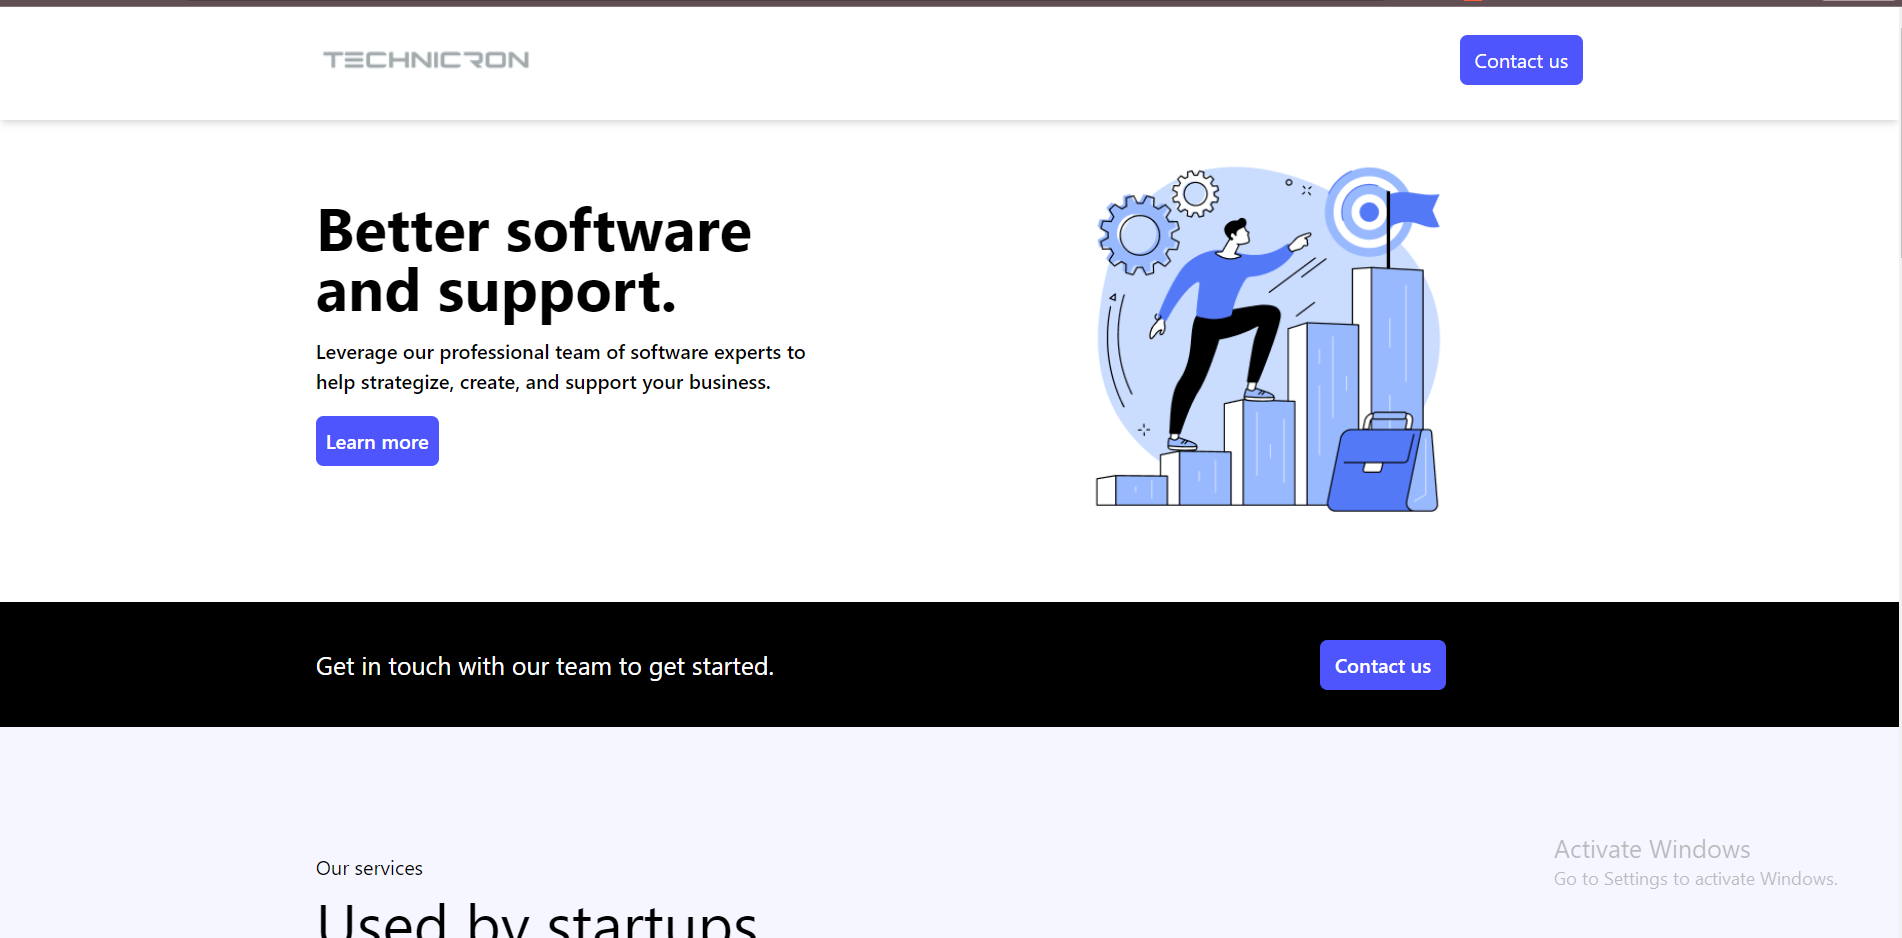 TECHNICRON
Contact us
Better software
and support.
Leverage our professional team of software experts to
help strategize, create, and support your business.
Learn more
Get in touch with our team to get started.
Contact us
Our services
Used by startups
Activate Windows
Go to Settings to activate Windows.